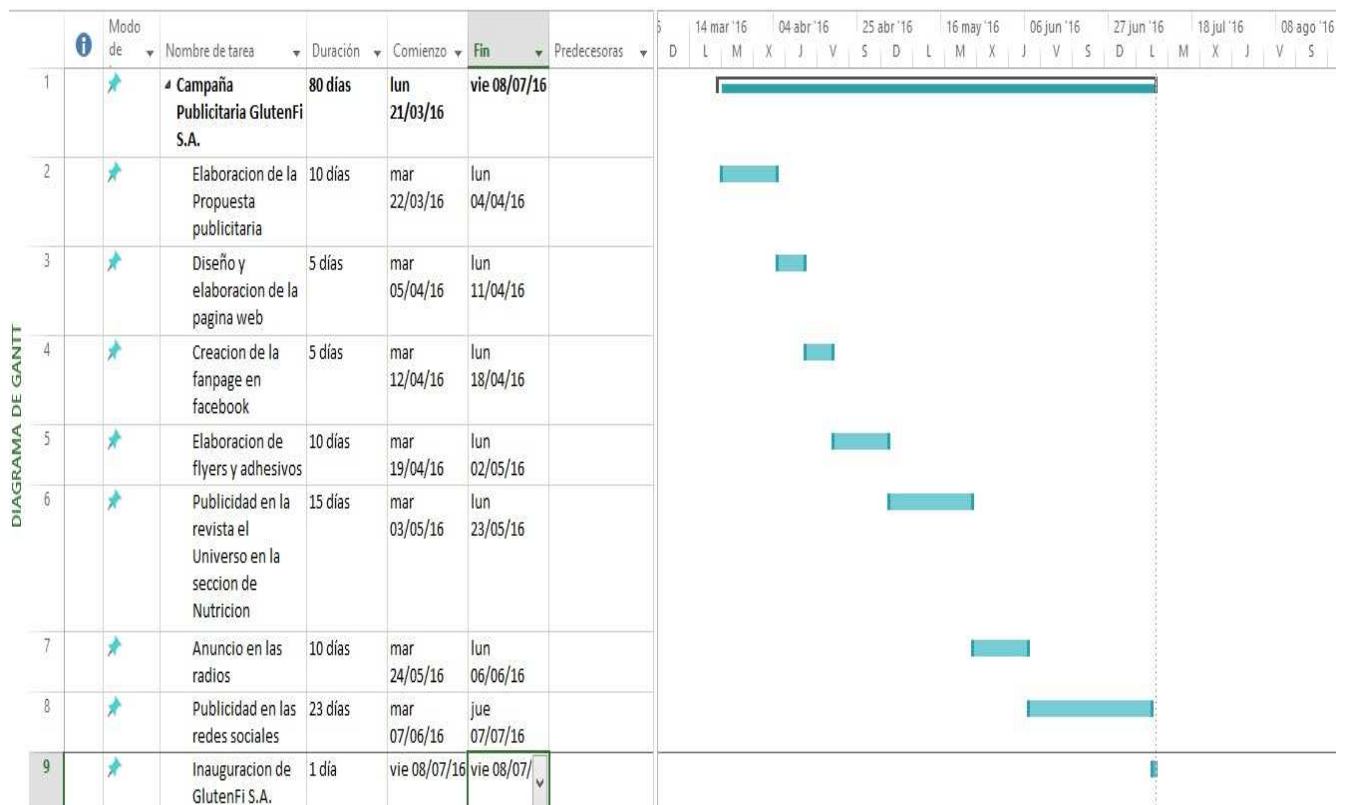 DIAGRAMA DE GANTT
Modo
de
Nombre de tarea Duración Comienzo Fin Predecesoras
14 mar '16 04 abr '16 25 abr '16 16 may '16 06 jun '16 27 jun '16 18 jul '16 08 ago '16
D L M X J V S D L M X J V S D L M X J V S
1 Campaña 80 días lun vie 08/07/16
Publicitaria GlutenFi 21/03/16
S.A.
2 Elaboracion de la 10 días mar lun
Propuesta 22/03/16 04/04/16
publicitaria
3 Diseño y 5 días mar lun
elaboracion de la 05/04/16 11/04/16
pagina web
4 Creacion de la 5 días mar lun
fanpage en 12/04/16 18/04/16
facebook
5 Elaboracion de 10 días mar lun
flyers y adhesivos 19/04/16 02/05/16
6 Publicidad en la 15 días mar lun
revista el 03/05/16 23/05/16
Universo en la
seccion de
Nutricion
7 Anuncio en las 10 días mar lun
radios 24/05/16 06/06/16
8 Publicidad en las 23 días mar jue
redes sociales 07/06/16 07/07/16
9 Inauguracion de 1 día vie 08/07/16 vie 08/07/
GlutenFi S.A.